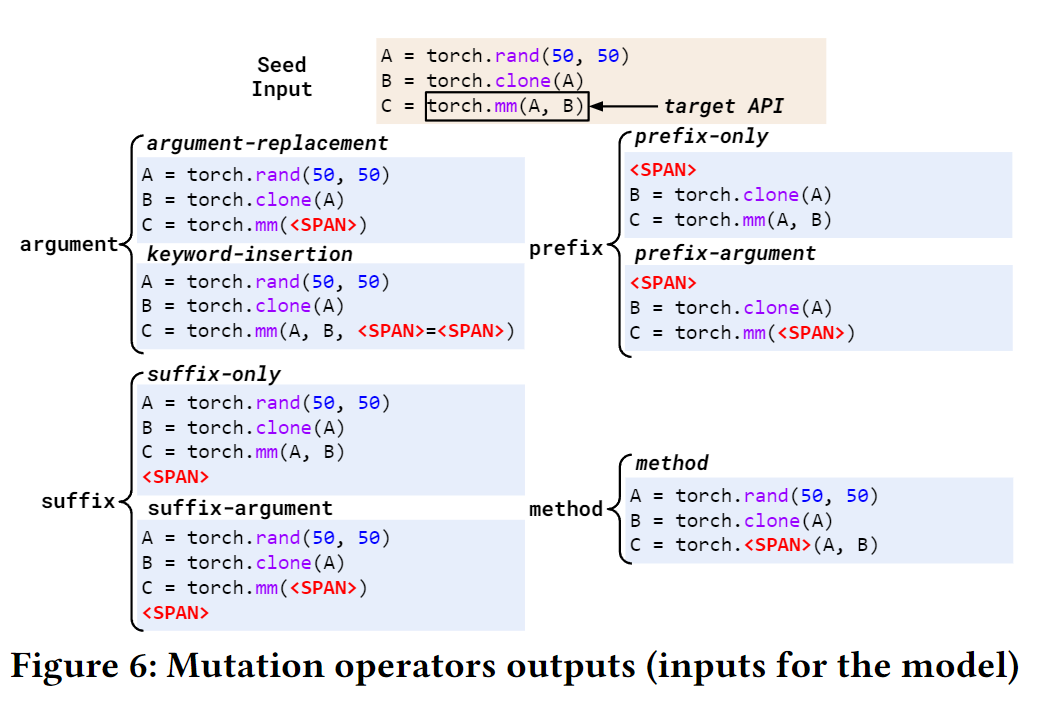 Seed
Input
A = torch.rand(50, 50)
B = torch.clone(A)
C = torch.mm(A, B)
target API
argument
argument-replacement
A = torch.rand(50, 50)
B = torch.clone(A)
C = torch.mm(<SPAN>)
keyword-insertion
A = torch.rand(50, 50)
B = torch.clone(A)
C = torch.mm(A, B, <SPAN>=<SPAN>)
prefix
prefix-only
<SPAN>
B = torch.clone(A)
C = torch.mm(A, B)
prefix-argument
<SPAN>
B = torch.clone(A)
C = torch.mm(<SPAN>)
suffix
suffix-only
A = torch.rand(50, 50)
B = torch.clone(A)
C = torch.mm(A, B)
<SPAN>
suffix-argument
A = torch.rand(50, 50)
B = torch.clone(A)
C = torch.mm(<SPAN>)
<SPAN>
method
method
A = torch.rand(50, 50)
B = torch.clone(A)
C = torch.<SPAN>(A, B)
Figure 6: Mutation operators outputs (inputs for the model)